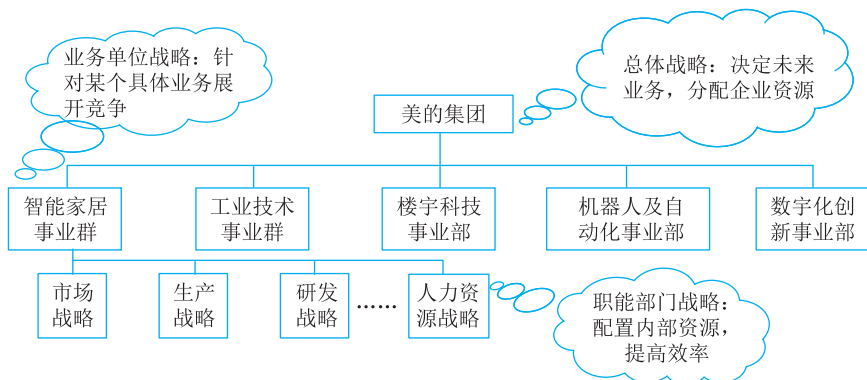 业务单位战略：针
对某个具体业务展
开竞争
总体战略：决定未来
业务，分配企业资源
美的集团
智能家居
事业群
工业技术
事业群
楼宇科技
事业部
机器人及自
动化事业部
数字化创
新事业部
市场
战略
生产
战略
研发
战略
……
人力资
源战略
职能部门战略：
配置内部资源，
提高效率